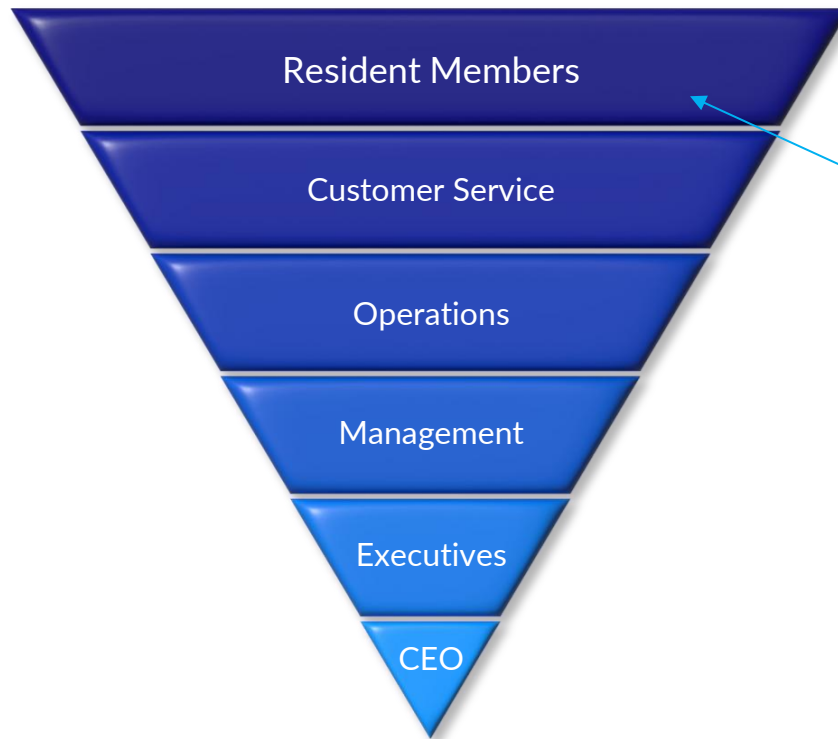 Resident Members
Customer Service
Operations
Management
Executives
CEO